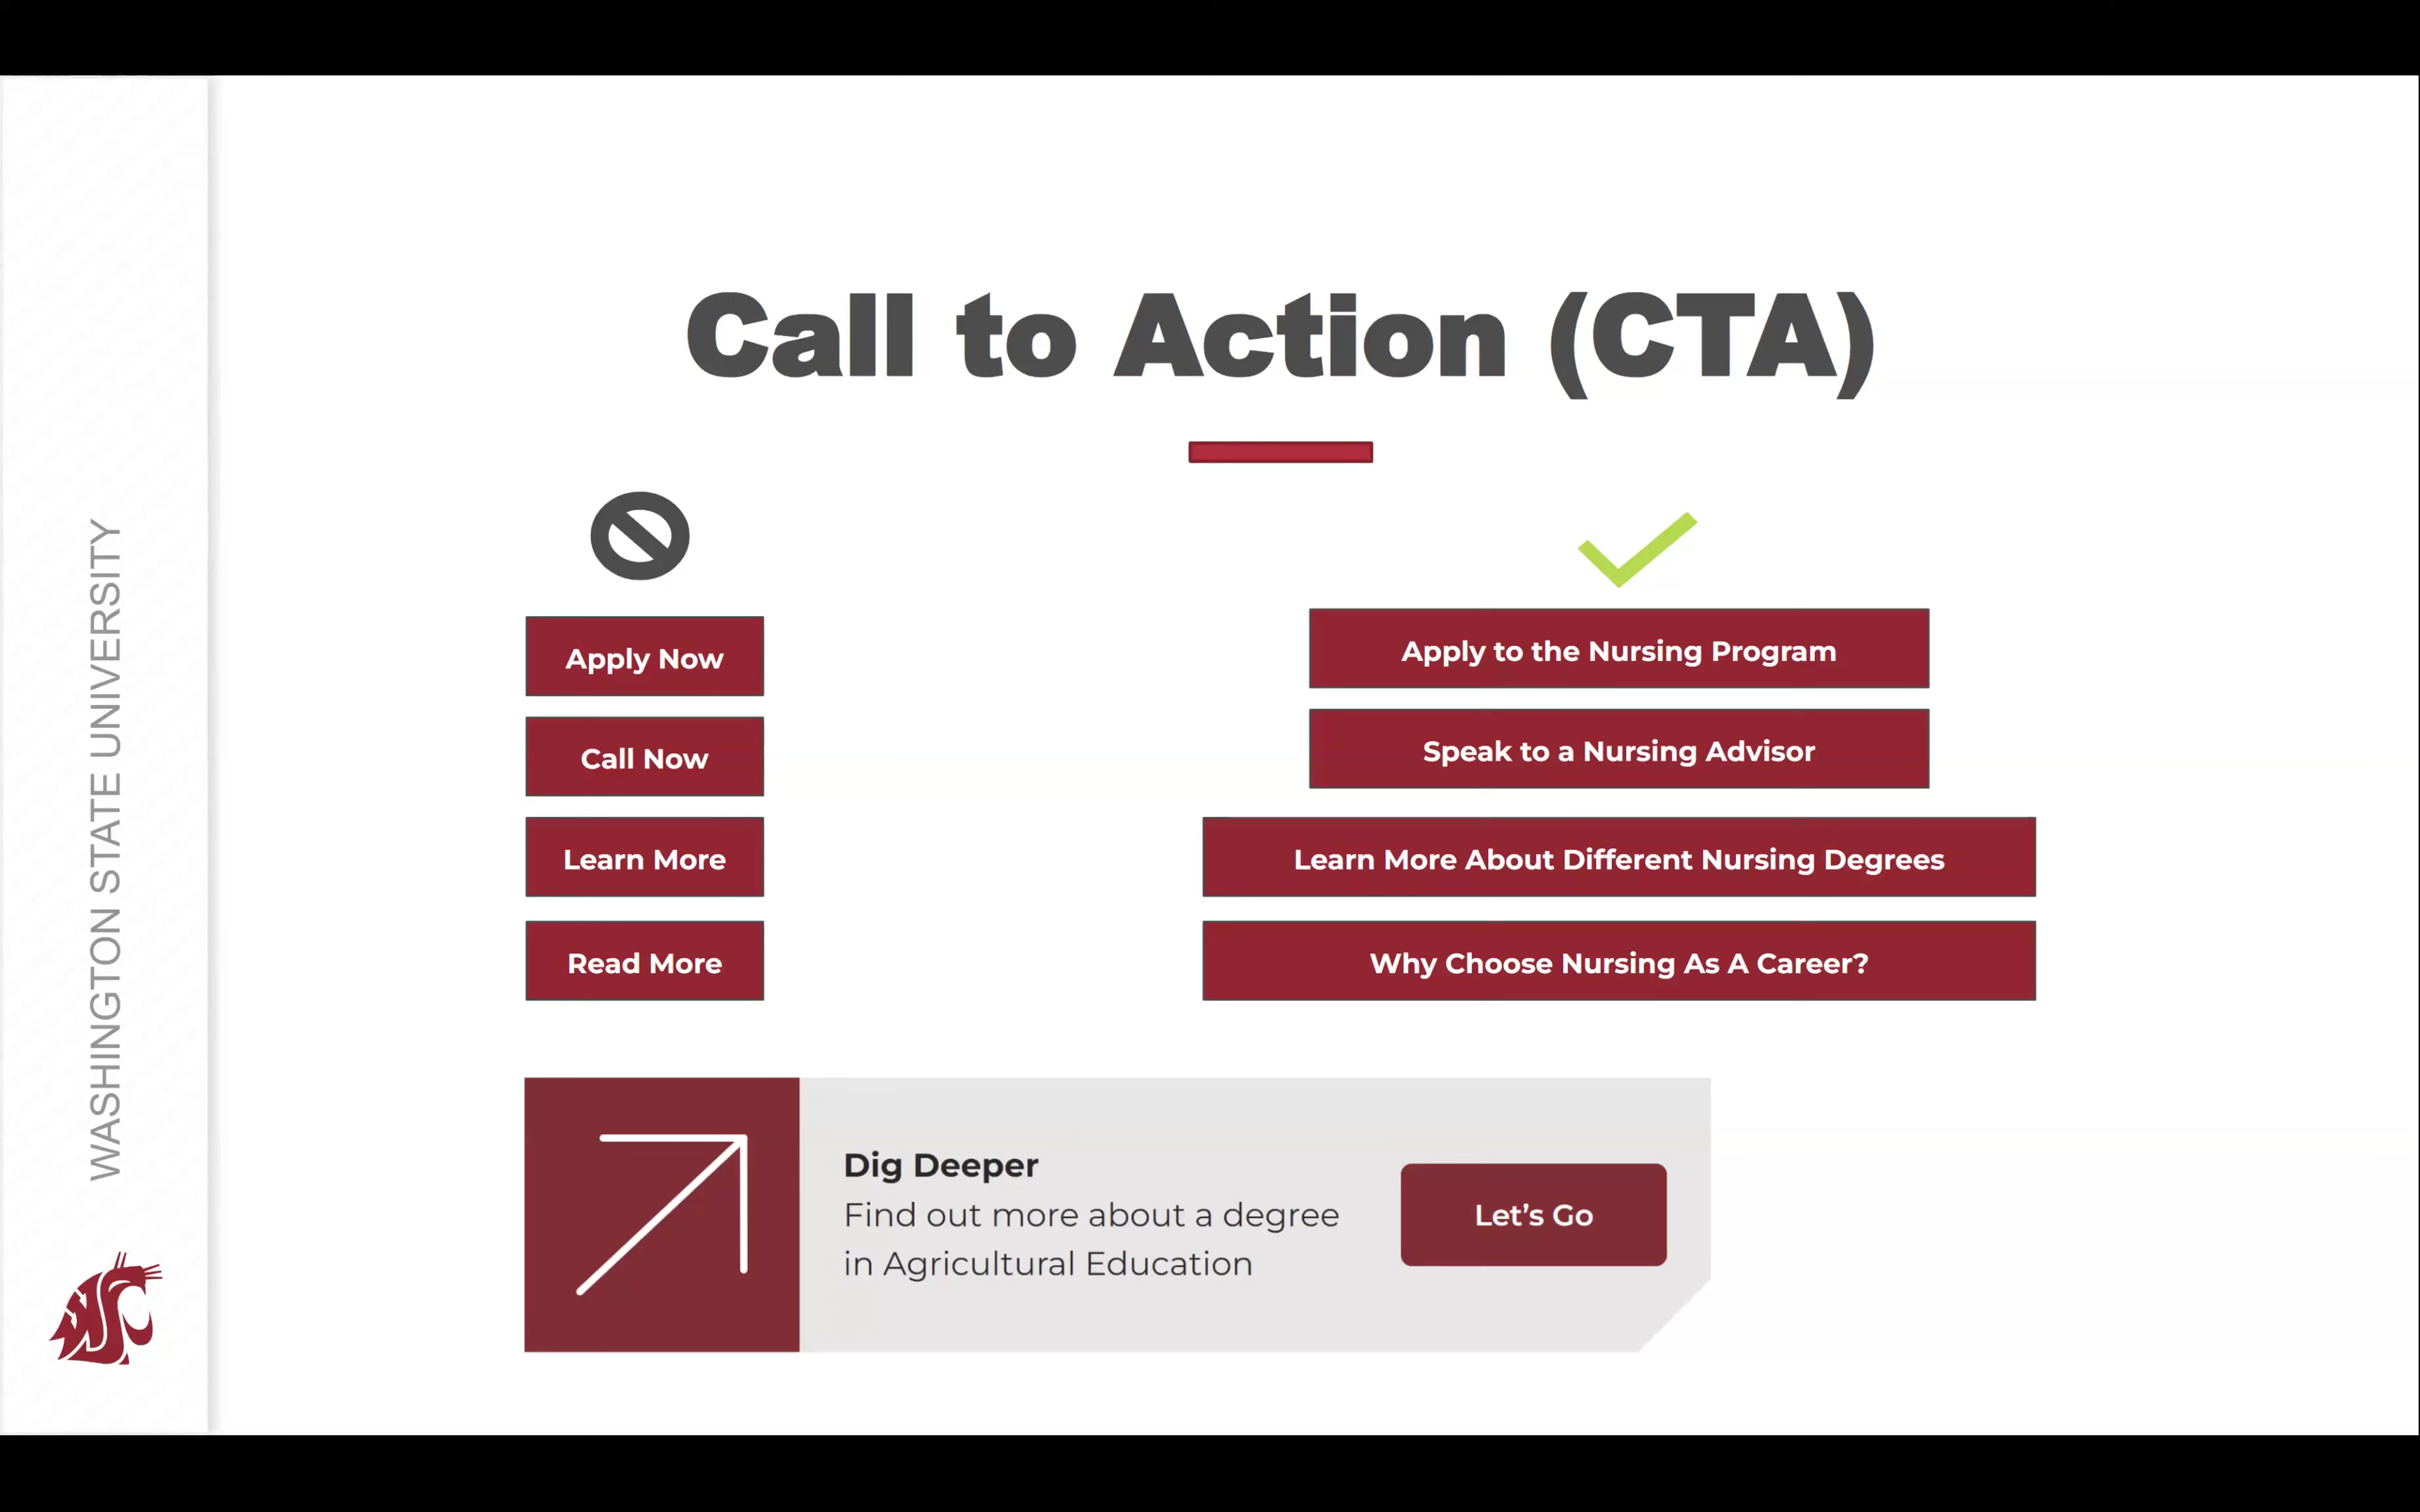 Call to Action (CTA)
Apply Now
Call Now
Learn More
Read More
Apply to the Nursing Program
Speak to a Nursing Advisor
Learn More About Different Nursing Degrees
Why Choose Nursing As A Career?
Dig Deeper
Find out more about a degree
in Agricultural Education
Let's Go
WASHINGTON STATE UNIVERSITY
WSC